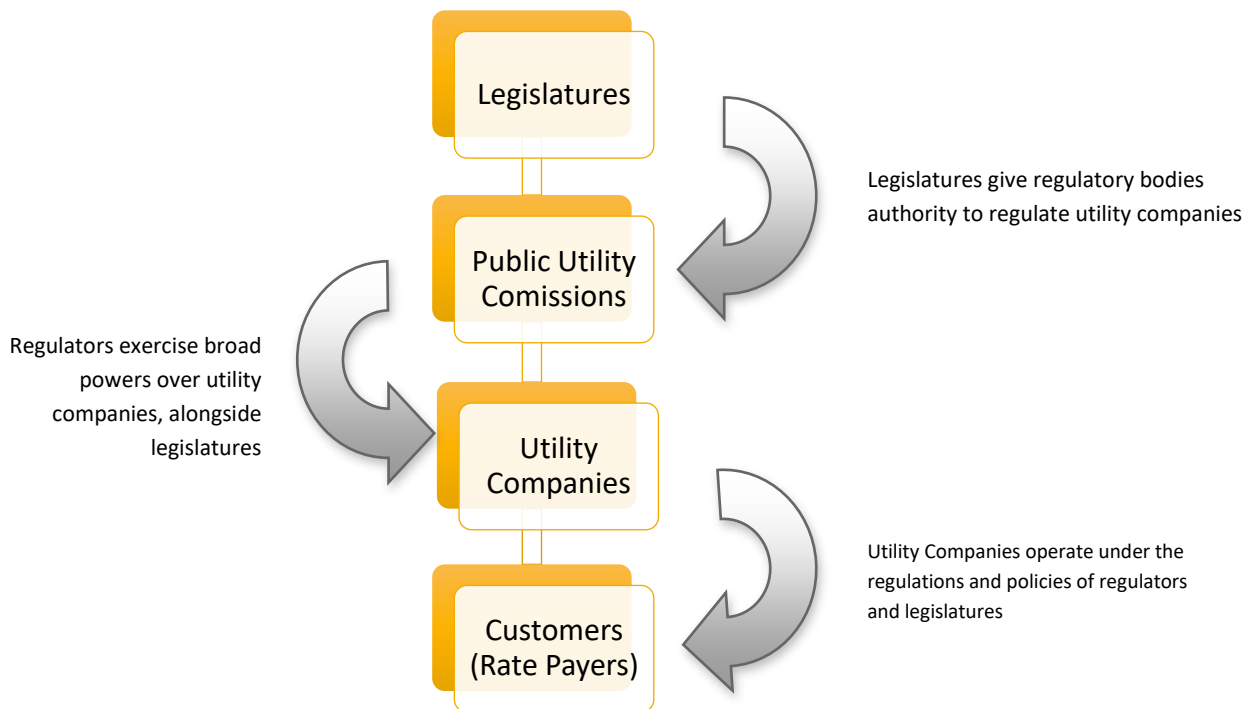 Legislatures
Legislatures give regulatory bodies
authority to regulate utility companies
Public Utility
Comissions
Regulators exercise broad
powers over utility
companies, alongside
legislatures
Utility
Companies
Utility Companies operate under the
regulations and policies of regulators
and legislatures
Customers
(Rate Payers)